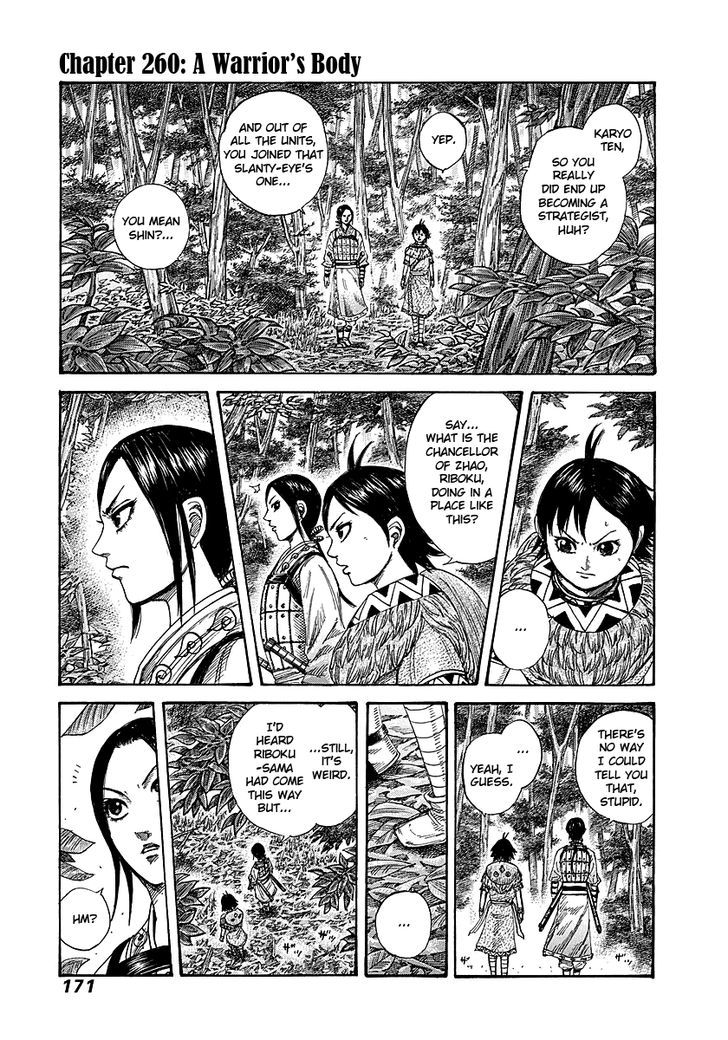 Chapter 260: A Warrior's Body
KARYO
TEN,
SO YOU
REALLY
DID END UP
BECOMING A
STRATEGIST,
HUH?
YEP.
AND OUT OF
ALL THE UNITS,
YOU JOINED THAT
SLANTY-EYE'S
ONE...
YOU MEAN
SHIN?...
...
SAY...
WHAT IS THE
CHANCELLOR
OF ZHAO,
RIBOKU,
DOING IN A
PLACE LIKE
THIS?
THERE'S
NO WAY
I COULD
TELL YOU
THAT,
STUPID.
...
YEAH, I
GUESS.
...
...STILL,
IT'S
WEIRD.
I'D
HEARD
RIBOKU
-SAMA
HAD COME
THIS WAY
BUT...
HM?
171